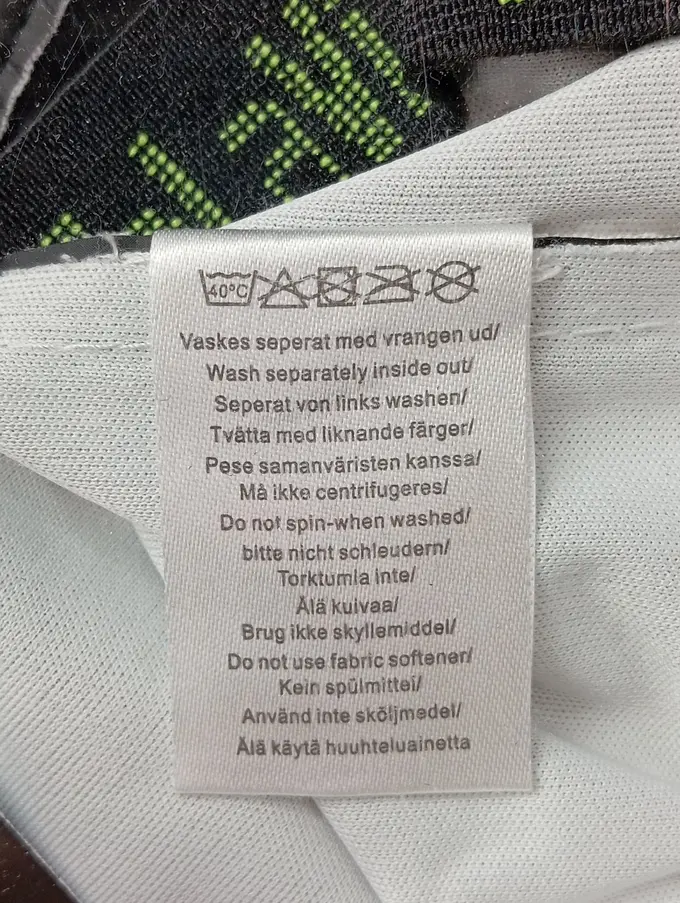 40°C
Vaskes seperat med vrangen ud/
Wash separately inside out/
Seperat von links washen/
Tvätta med liknande färger/
Pese samanväristen kanssa/
Må ikke centrifugeres/
Do not spin-when washed/
bitte nicht schleudern/
Torktumla inte/
Älä kuivaa/
Brug ikke skyllemiddel/
Do not use fabric softener/
Kein spülmittel/
Använd inte sköljmedel/
Älä käytä huuhteluainetta